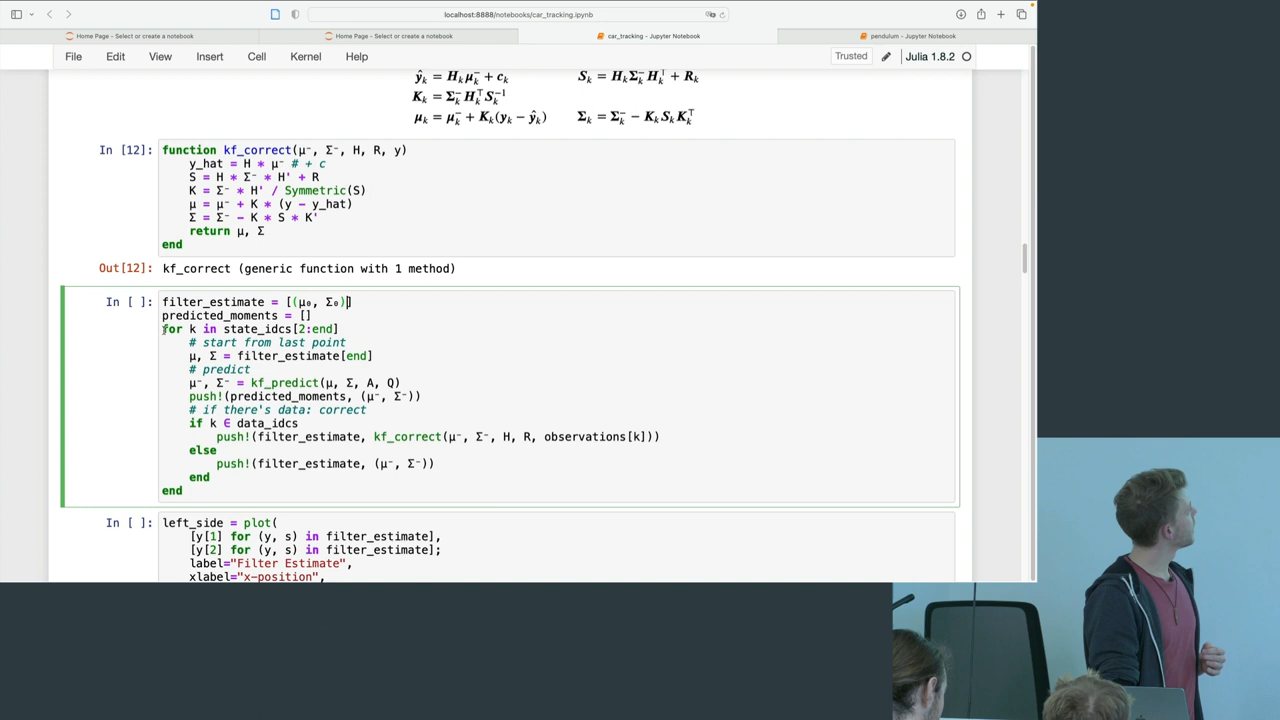 localhost:8888/notebooks/car_tracking.ipynb
Home Page - Select or create a notebook
Home Page - Select or create a notebook
car_tracking - Jupyter Notebook
pendulum - Jupyter Notebook
File Edit View Insert Cell Kernel Help
Trusted
Julia 1.8.2
ŷₖ = Hₖμₖ⁻ + cₖ Sₖ = HₖΣₖ⁻Hₖ⊤ + Rₖ
Kₖ = Σₖ⁻Hₖ⊤Sₖ⁻¹
μₖ = μₖ⁻ + Kₖ(yₖ − ŷₖ) Σₖ = Σₖ⁻ − KₖSₖKₖ⊤
In [12]: function kf_correct(μ⁻, Σ⁻, H, R, y)
y_hat = H * μ⁻ # + c
S = H * Σ⁻ * H' + R
K = Σ⁻ * H' / Symmetric(S)
μ = μ⁻ + K * (y - y_hat)
Σ = Σ⁻ - K * S * K'
return μ, Σ
end
Out[12]: kf_correct (generic function with 1 method)
In [ ]: filter_estimate = [(μ₀, Σ₀)]
predicted_moments = []
for k in state_idcs[2:end]
# start from last point
μ, Σ = filter_estimate[end]
# predict
μ⁻, Σ⁻ = kf_predict(μ, Σ, A, Q)
push!(predicted_moments, (μ⁻, Σ⁻))
# if there's data: correct
if k ∈ data_idcs
push!(filter_estimate, kf_correct(μ⁻, Σ⁻, H, R, observations[k]))
else
push!(filter_estimate, (μ⁻, Σ⁻))
end
end
In [ ]: left_side = plot(
[y[1] for (y, s) in filter_estimate],
[y[2] for (y, s) in filter_estimate];
label="Filter Estimate",
xlabel="x-position",